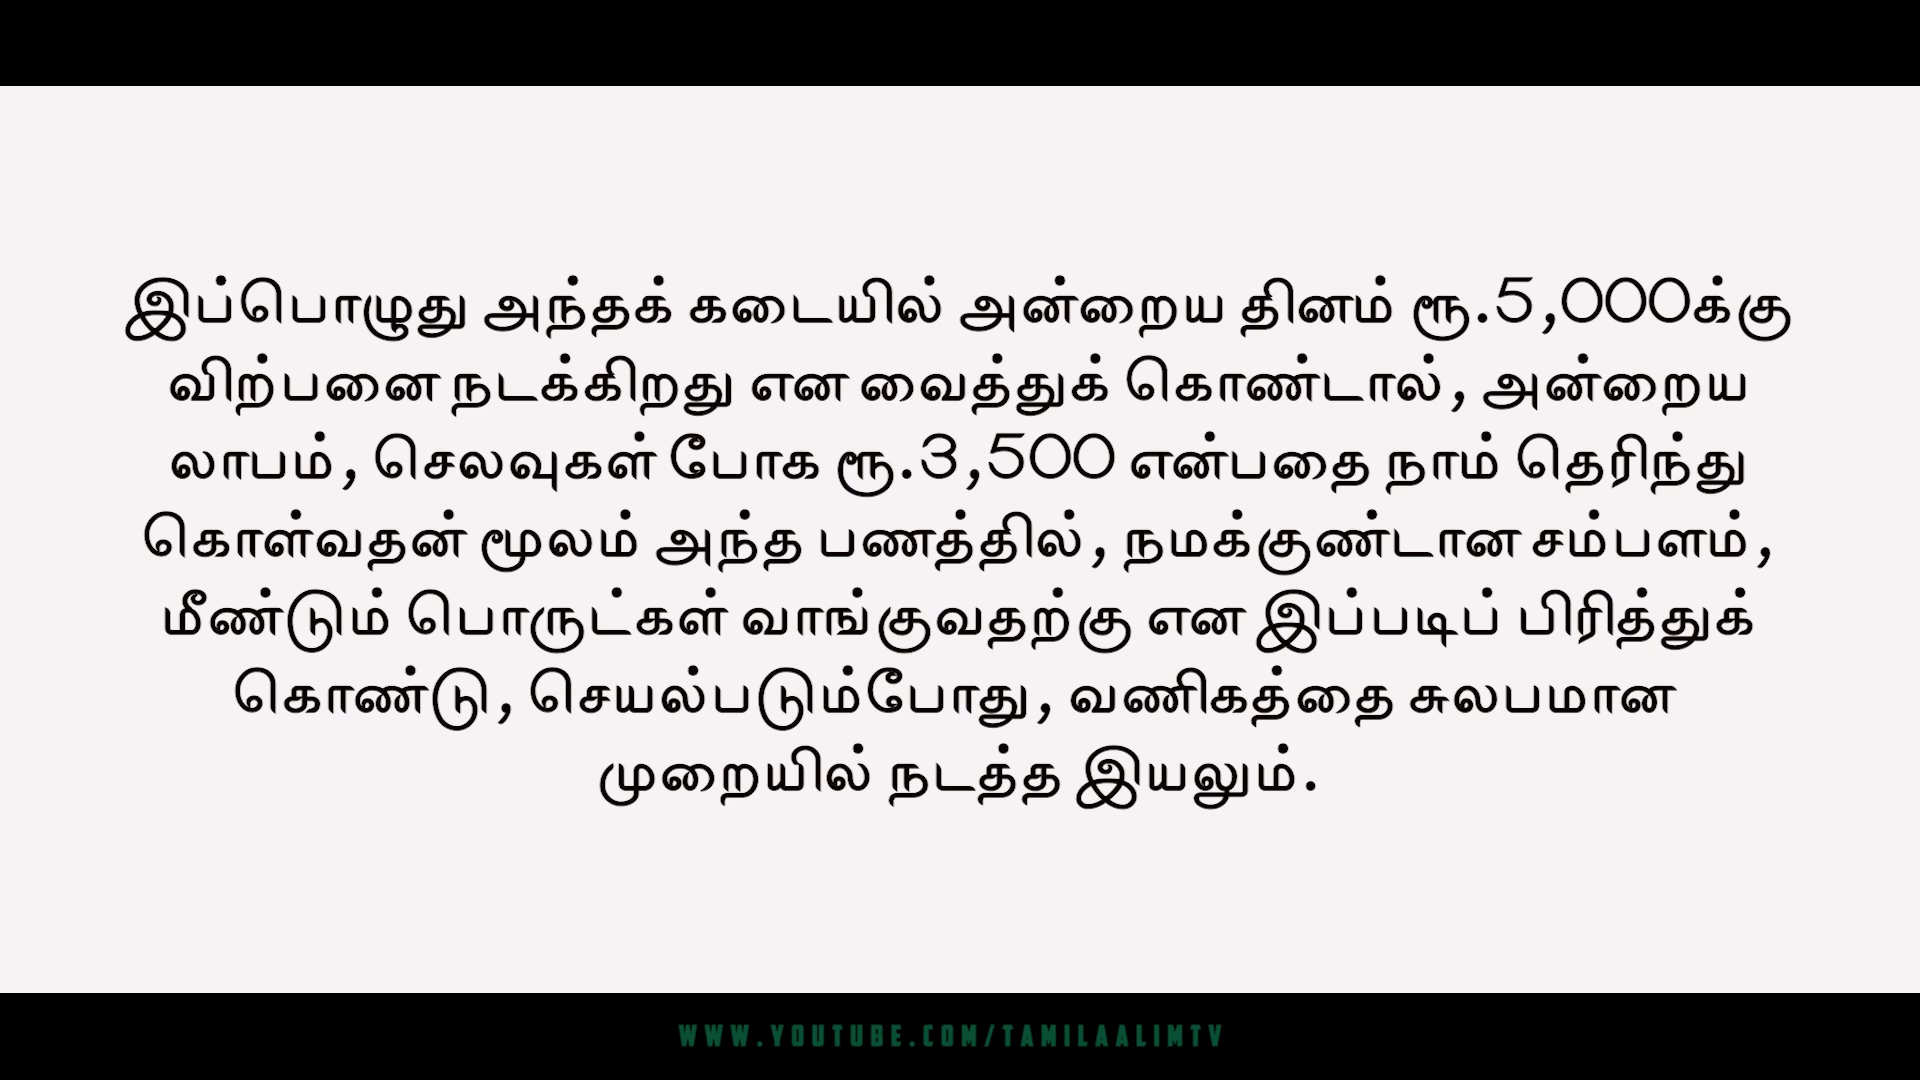 இப்பொழுது அந்தக் கடையில் அன்றைய தினம் ரூ.5,000க்கு
விற்பனை நடக்கிறது என வைத்துக் கொண்டால், அன்றைய
லாபம், செலவுகள் போக ரூ.3,500 என்பதை நாம் தெரிந்து
கொள்வதன் மூலம் அந்த பணத்தில், நமக்குண்டான சம்பளம்,
மீண்டும் பொருட்கள் வாங்குவதற்கு என இப்படிப் பிரித்துக்
கொண்டு, செயல்படும்போது, வணிகத்தை சுலபமான
முறையில் நடத்த இயலும்.
WWW.YOUTUBE.COM/TAMILAALIMTV